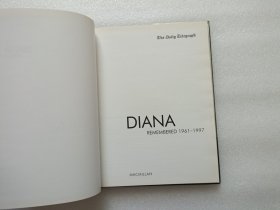 The Daily Telegraph
DIANA
REMEMBERED 1961–1997
MACMILLAN